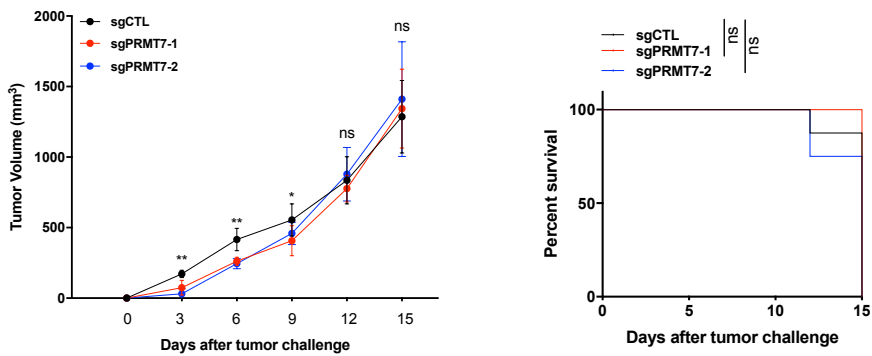 sgCTL
sgPRMT7-1
sgPRMT7-2
Tumor Volume (mm³)
2000
1500
1000
500
0
**
**
*
ns
ns
0 3 6 9 12 15
Days after tumor challenge
sgCTL
sgPRMT7-1
sgPRMT7-2
ns
ns
Percent survival
100
50
0
0 5 10 15
Days after tumor challenge